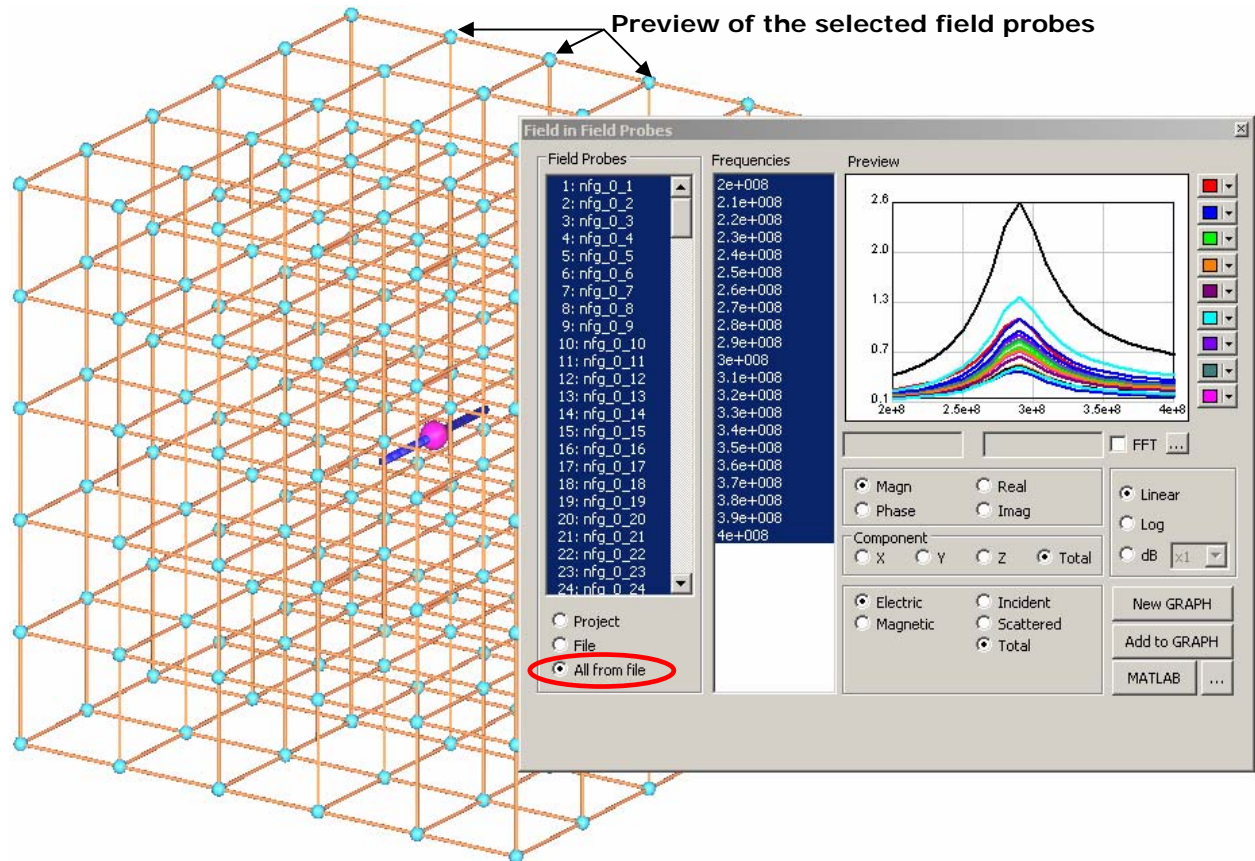 Preview of the selected field probes
Field in Field Probes
Field Probes
1: nfg_0_1
2: nfg_0_2
3: nfg_0_3
4: nfg_0_4
5: nfg_0_5
6: nfg_0_6
7: nfg_0_7
8: nfg_0_8
9: nfg_0_9
10: nfg_0_10
11: nfg_0_11
12: nfg_0_12
13: nfg_0_13
14: nfg_0_14
15: nfg_0_15
16: nfg_0_16
17: nfg_0_17
18: nfg_0_18
19: nfg_0_19
20: nfg_0_20
21: nfg_0_21
22: nfg_0_22
23: nfg_0_23
24: nfg_0_24
Project
File
All from file
Frequencies
2e+008
2.1e+008
2.2e+008
2.3e+008
2.4e+008
2.5e+008
2.6e+008
2.7e+008
2.8e+008
2.9e+008
3e+008
3.1e+008
3.2e+008
3.3e+008
3.4e+008
3.5e+008
3.6e+008
3.7e+008
3.8e+008
3.9e+008
4e+008
Preview
2.6
2.0
1.3
0.7
0.1
2e+8 2.5e+8 3e+8 3.5e+8 4e+8
FFT ...
Magn Real
Phase Imag
Linear
Log
dB x1
Component
X Y Z Total
Electric Incident
Magnetic Scattered
Total
New GRAPH
Add to GRAPH
MATLAB ...